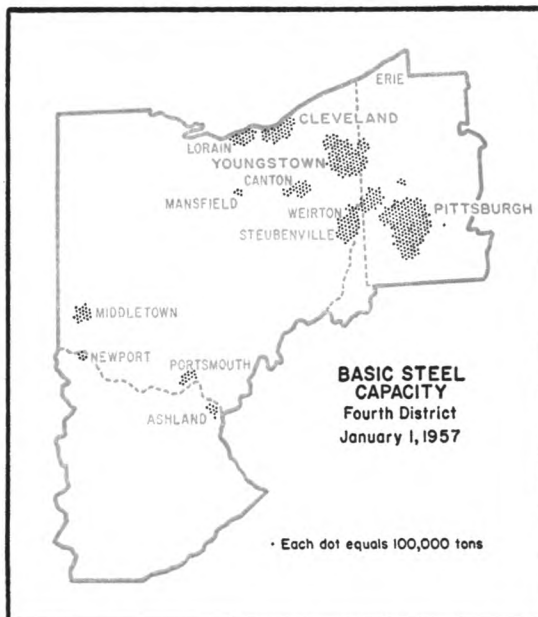 ERIE
CLEVELAND
LORAIN
YOUNGSTOWN
CANTON
MANSFIELD
WEIRTON
PITTSBURGH
STEUBENVILLE
MIDDLETOWN
NEWPORT
PORTSMOUTH
ASHLAND
BASIC STEEL
CAPACITY
Fourth District
January 1, 1957
• Each dot equals 100,000 tons